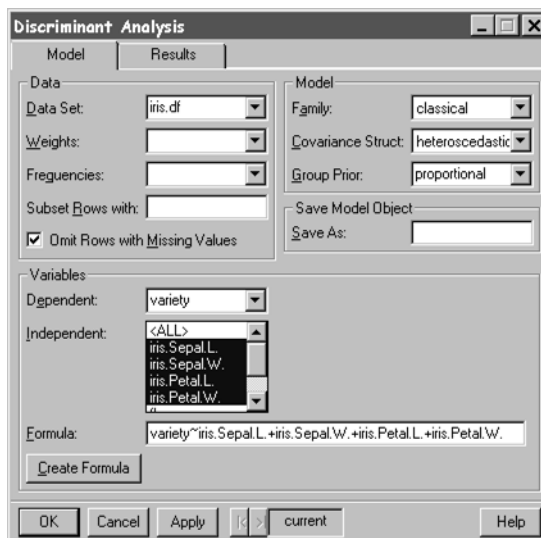 Discriminant Analysis
Model
Results
Data
Data Set:
iris.df
Weights:
Frequencies:
Subset Rows with:
Omit Rows with Missing Values
Model
Family:
classical
Covariance Struct:
heteroscedastic
Group Prior:
proportional
Save Model Object
Save As:
Variables
Dependent:
variety
Independent:
<ALL>
iris.Sepal.L.
iris.Sepal.W.
iris.Petal.L.
iris.Petal.W.
Formula:
variety~iris.Sepal.L.+iris.Sepal.W.+iris.Petal.L.+iris.Petal.W.
Create Formula
OK
Cancel
Apply
current
Help